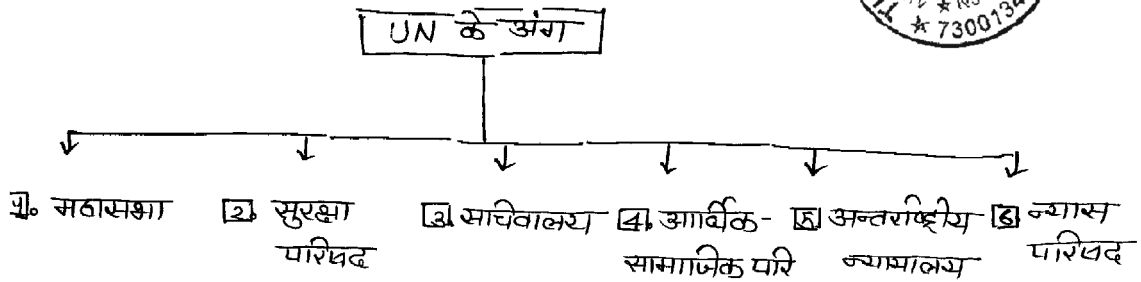 * 7300134
UN के अंग
1. महासभा 2. सुरक्षा परिषद 3. सचिवालय 4. आर्थिक-सामाजिक परि 5. अन्तर्राष्ट्रीय न्यायालय 6. न्यास परिषद